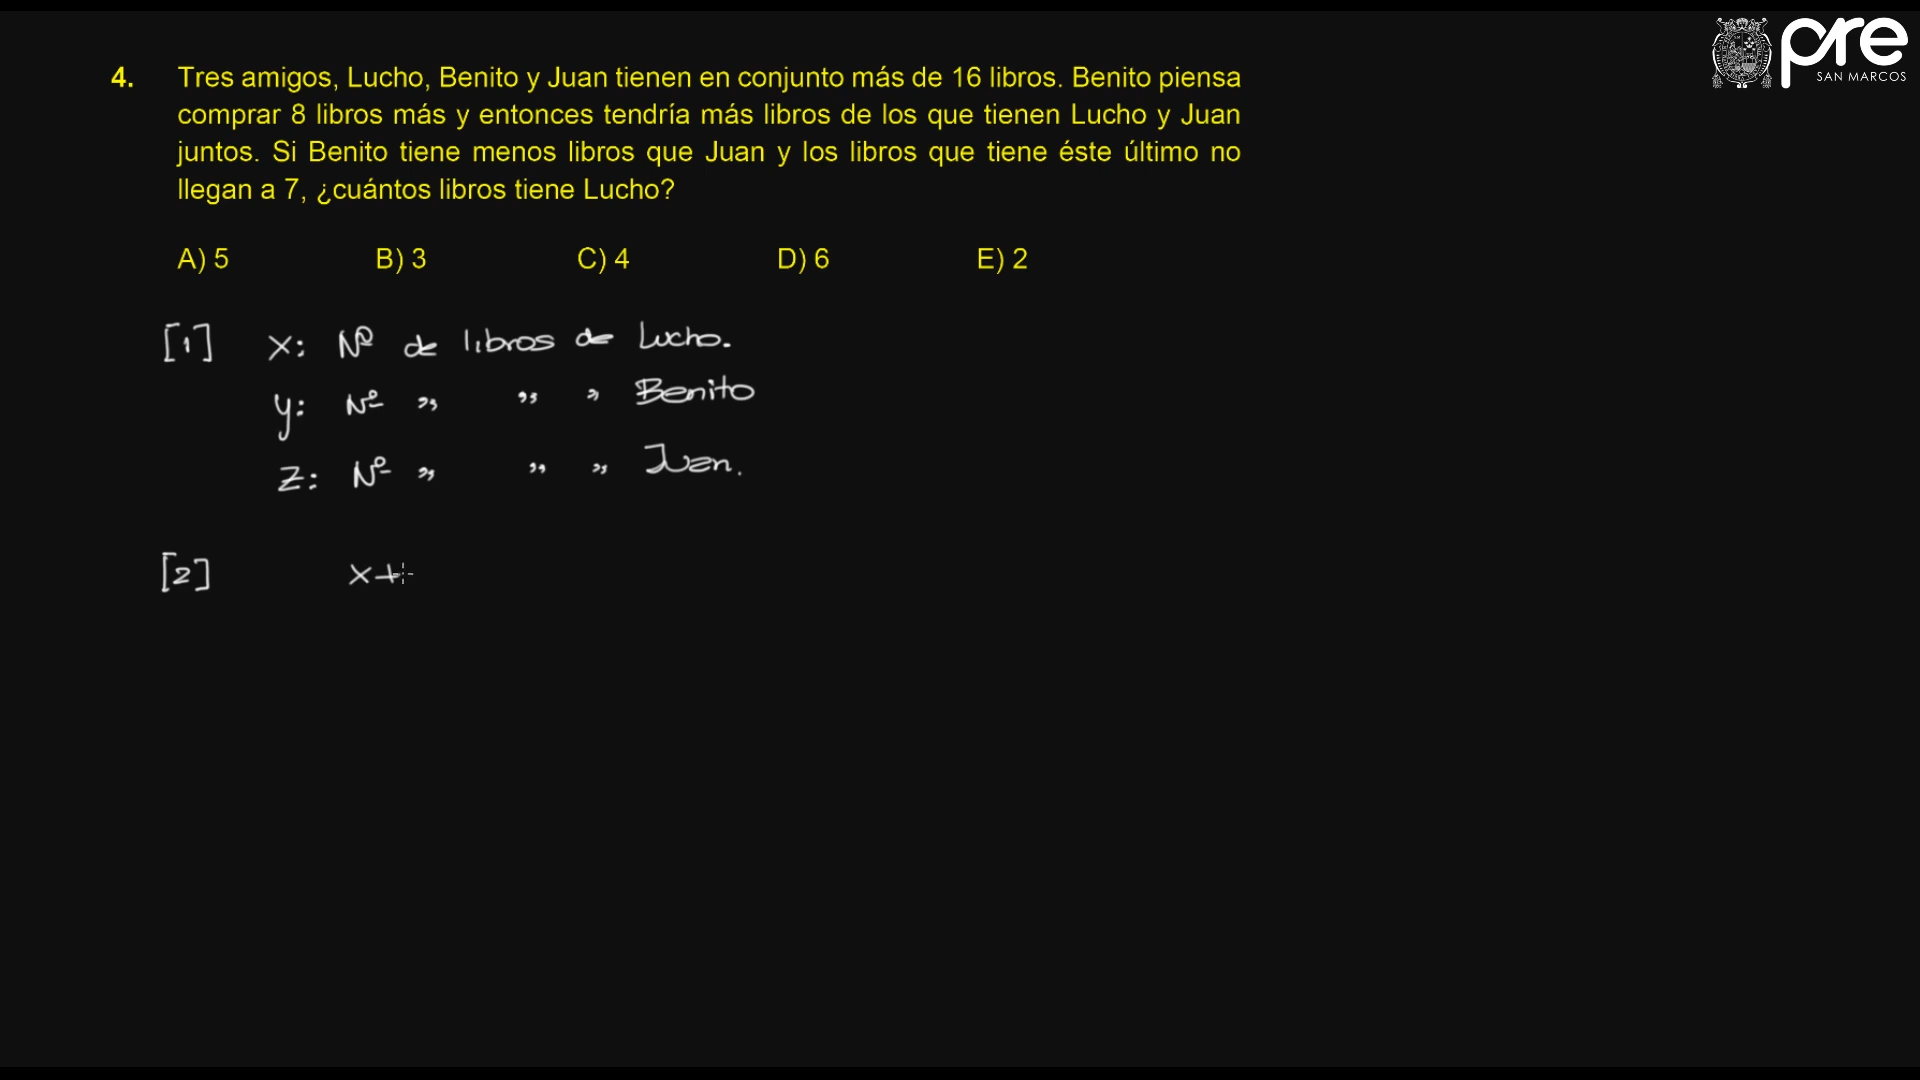 pre
SAN MARCOS
4. Tres amigos, Lucho, Benito y Juan tienen en conjunto más de 16 libros. Benito piensa
comprar 8 libros más y entonces tendría más libros de los que tienen Lucho y Juan
juntos. Si Benito tiene menos libros que Juan y los libros que tiene éste último no
llegan a 7, ¿cuántos libros tiene Lucho?
A) 5 B) 3 C) 4 D) 6 E) 2
[1] x: Nº de libros de Lucho.
y: Nº " " " Benito
z: Nº " " " Juan.
[2] x+